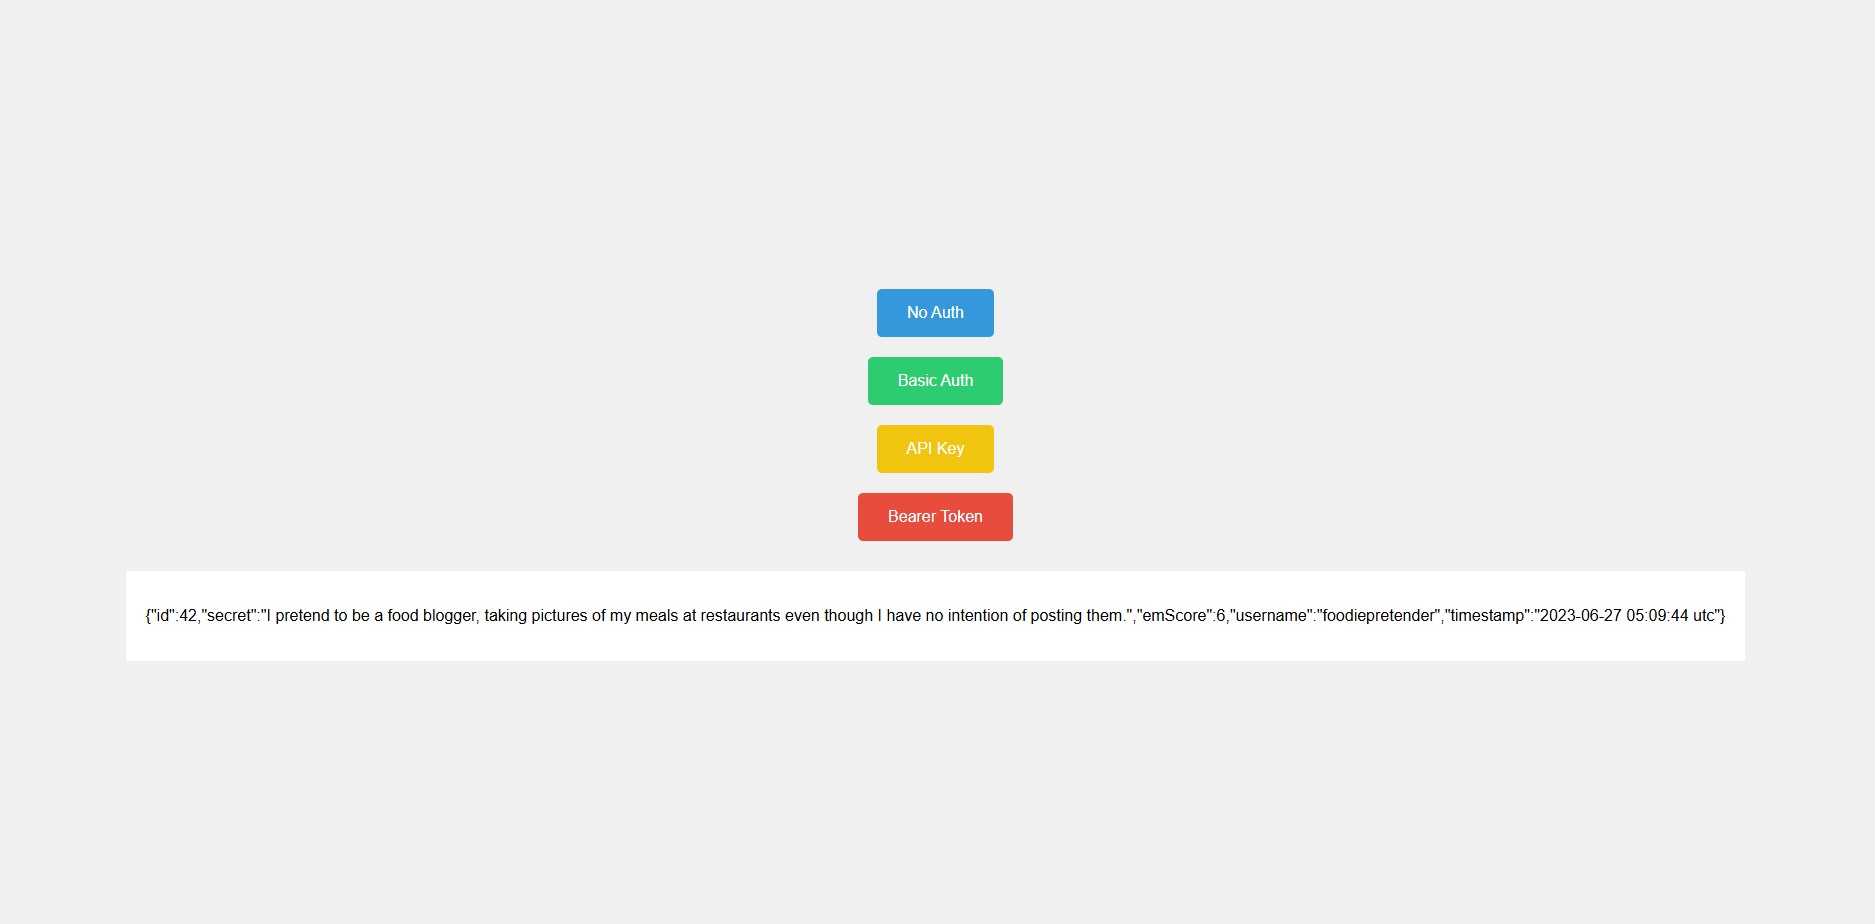 No Auth
Basic Auth
API Key
Bearer Token
{"id":42,"secret":"I pretend to be a food blogger, taking pictures of my meals at restaurants even though I have no intention of posting them.","emScore":6,"username":"foodiepretender","timestamp":"2023-06-27 05:09:44 utc"}